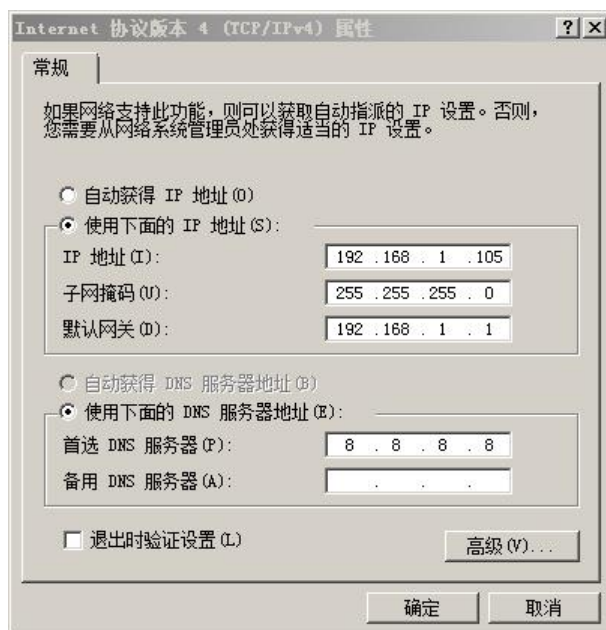 Internet 协议版本 4 (TCP/IPv4) 属性
常规
如果网络支持此功能，则可以获取自动指派的 IP 设置。否则，
您需要从网络系统管理员处获得适当的 IP 设置。
自动获得 IP 地址(O)
使用下面的 IP 地址(S):
IP 地址(I): 192 .168 . 1 .105
子网掩码(U): 255 .255 .255 . 0
默认网关(D): 192 .168 . 1 . 1
自动获得 DNS 服务器地址(B)
使用下面的 DNS 服务器地址(E):
首选 DNS 服务器(P): 8 . 8 . 8 . 8
备用 DNS 服务器(A): . . .
退出时验证设置(L)
高级(V)...
确定 取消